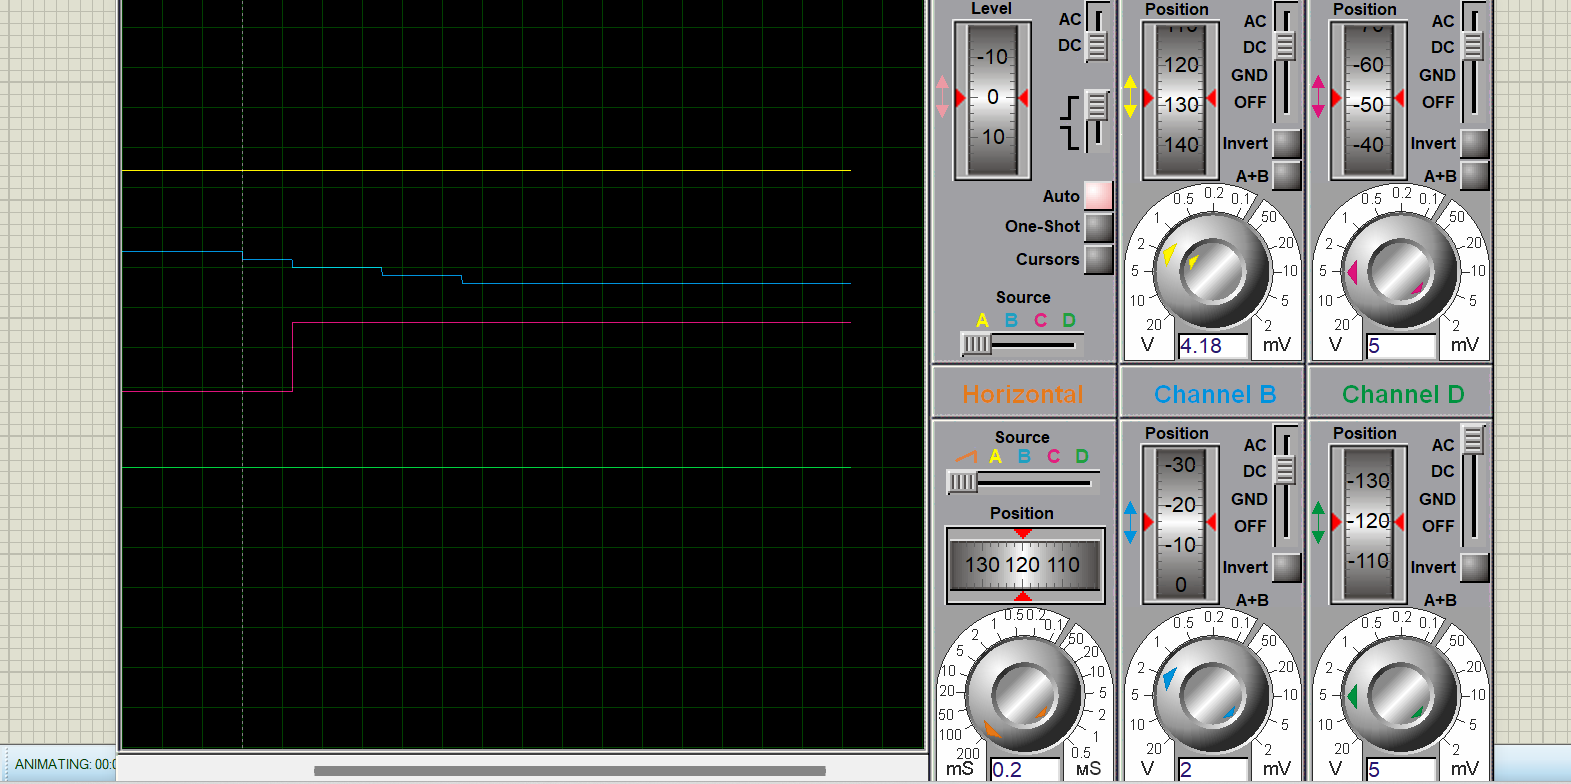 Level
AC
DC
-10
0
10
Auto
One-Shot
Cursors
Source
A B C D
Position
120
130
140
AC
DC
GND
OFF
Invert
A+B
20 10 5 2 1 0.5 0.2 0.1 50 20 10 5 2
V 4.18 mV
Position
-60
-50
-40
AC
DC
GND
OFF
Invert
A+B
20 10 5 2 1 0.5 0.2 0.1 50 20 10 5 2
V 5 mV
Horizontal
Channel B
Channel D
Source
A B C D
Position
130 120 110
200 100 50 20 10 5 2 1 0.5 0.2 0.1 50 20 10 5 2 1 0.5
mS 0.2 мS
Position
-30
-20
-10
0
AC
DC
GND
OFF
Invert
A+B
20 10 5 2 1 0.5 0.2 0.1 50 20 10 5 2
V 2 mV
Position
-130
-120
-110
AC
DC
GND
OFF
Invert
A+B
20 10 5 2 1 0.5 0.2 0.1 50 20 10 5 2
V 5 mV
ANIMATING: 00: